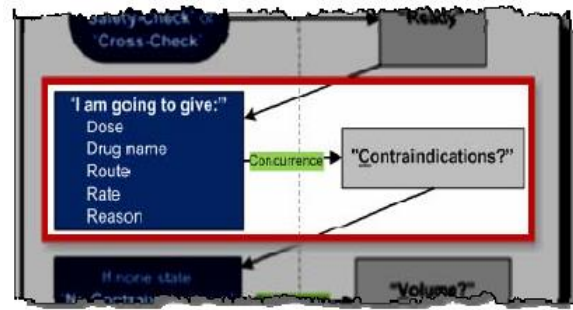 'Safety-Check' or
'Cross-Check'
"Ready"
"I am going to give:"
Dose
Drug name
Route
Rate
Reason
Concurrence
"Contraindications?"
If none state
"No
"Volume?"